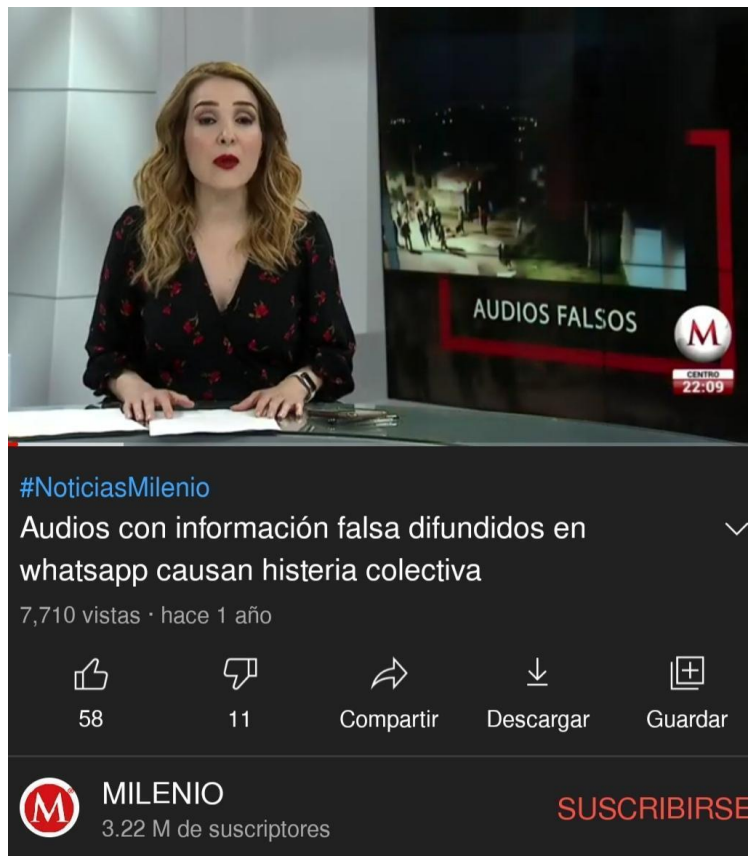 AUDIOS FALSOS
M
CENTRO
22:09
#NoticiasMilenio
Audios con información falsa difundidos en
whatsapp causan histeria colectiva
7,710 vistas · hace 1 año
58
11
Compartir
Descargar
Guardar
M
MILENIO
3.22 M de suscriptores
SUSCRIBIRSE